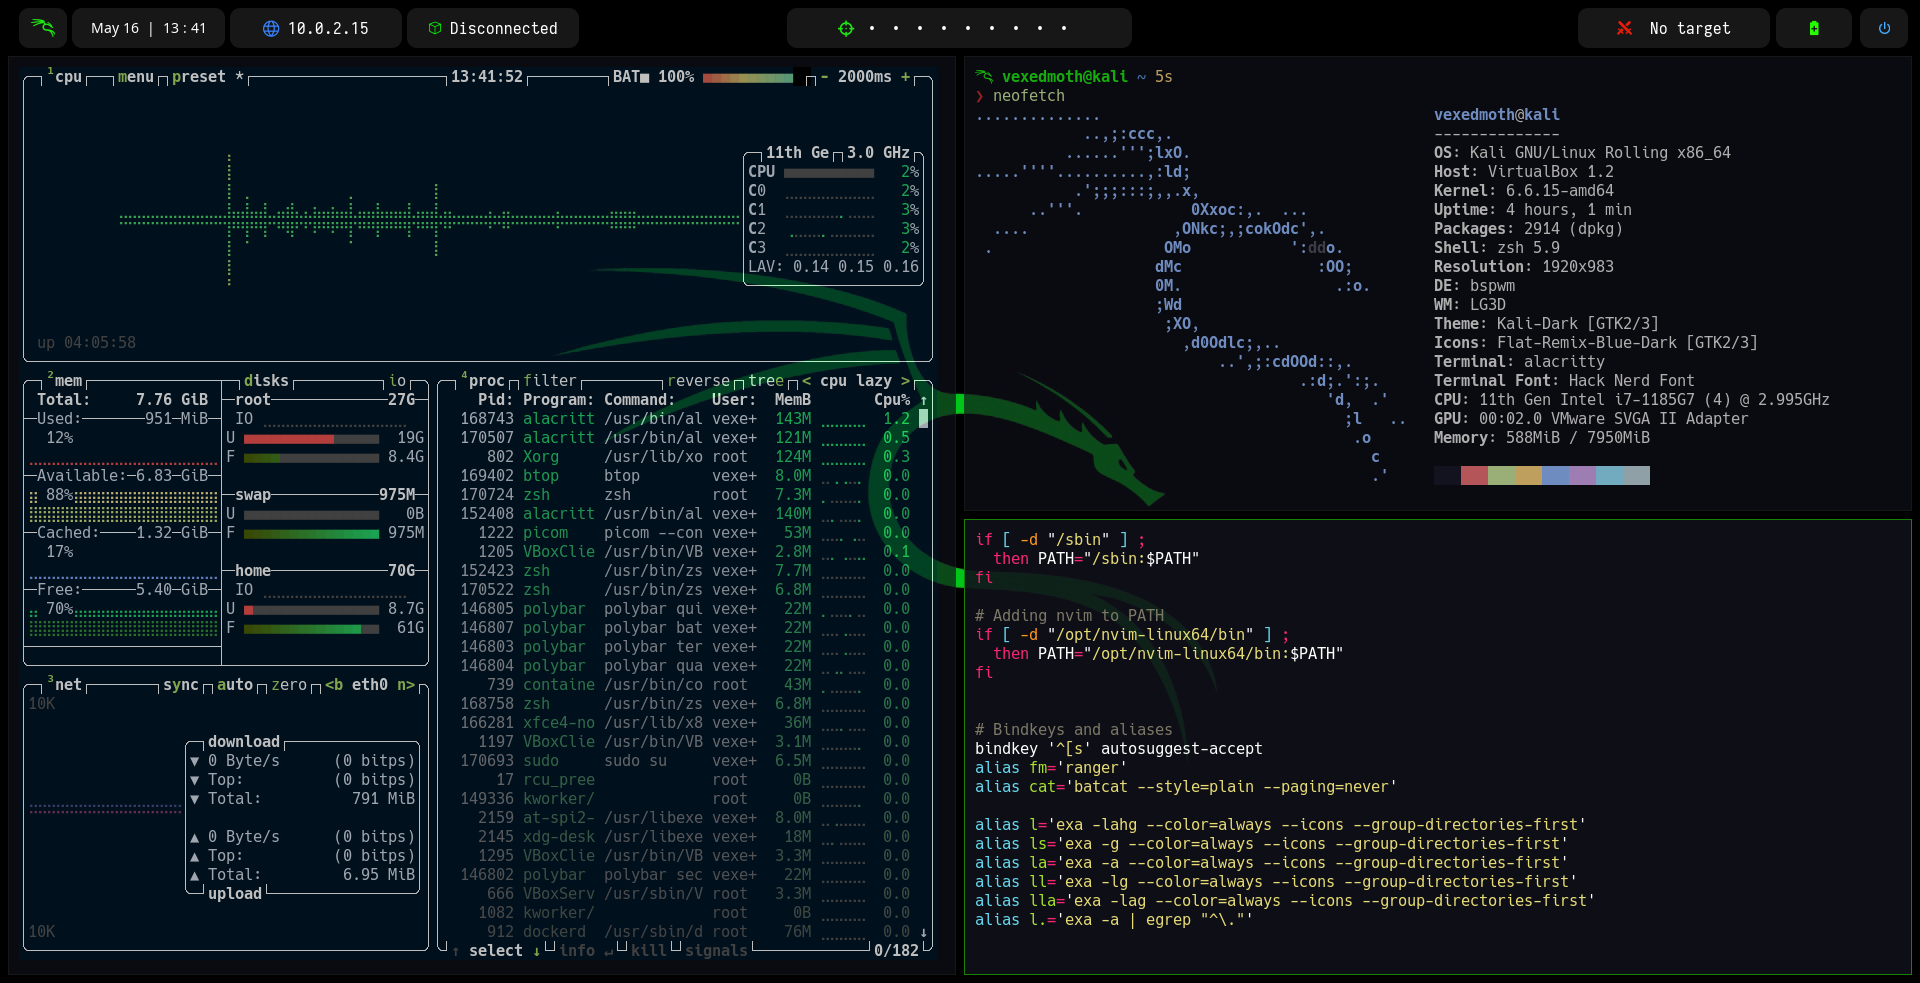 May 16 | 13:41
10.0.2.15
Disconnected
No target
1cpu menu preset * 13:41:52 BAT■ 100% - 2000ms +
11th Ge 3.0 GHz
CPU 2%
C0 2%
C1 3%
C2 3%
C3 2%
LAV: 0.14 0.15 0.16
up 04:05:58
2mem disks io
Total: 7.76 GiB
Used: 951 MiB
12%
Available: 6.83 GiB
88%
Cached: 1.32 GiB
17%
Free: 5.40 GiB
70%
root 27G
IO
U 19G
F 8.4G
swap 975M
U 0B
F 975M
home 70G
IO
U 8.7G
F 61G
3net sync auto zero <b eth0 n>
10K
download
▼ 0 Byte/s (0 bitps)
▼ Top: (0 bitps)
▼ Total: 791 MiB
▲ 0 Byte/s (0 bitps)
▲ Top: (0 bitps)
▲ Total: 6.95 MiB
upload
10K
4proc filter reverse tree < cpu lazy >
Pid: Program: Command: User: MemB Cpu% ↑
168743 alacritt /usr/bin/al vexe+ 143M 1.2
170507 alacritt /usr/bin/al vexe+ 121M 0.5
802 Xorg /usr/lib/xo root 124M 0.3
169402 btop btop vexe+ 8.0M 0.0
170724 zsh zsh root 7.3M 0.0
152408 alacritt /usr/bin/al vexe+ 140M 0.0
1222 picom picom --con vexe+ 53M 0.0
1205 VBoxClie /usr/bin/VB vexe+ 2.8M 0.1
152423 zsh /usr/bin/zs vexe+ 7.7M 0.0
170522 zsh /usr/bin/zs vexe+ 6.8M 0.0
146805 polybar polybar qui vexe+ 22M 0.0
146807 polybar polybar bat vexe+ 22M 0.0
146803 polybar polybar ter vexe+ 22M 0.0
146804 polybar polybar qua vexe+ 22M 0.0
739 containe /usr/bin/co root 43M 0.0
168758 zsh /usr/bin/zs vexe+ 6.8M 0.0
166281 xfce4-no /usr/lib/x8 vexe+ 36M 0.0
1197 VBoxClie /usr/bin/VB vexe+ 3.1M 0.0
170693 sudo sudo su vexe+ 6.5M 0.0
17 rcu_pree root 0B 0.0
149336 kworker/ root 0B 0.0
2159 at-spi2- /usr/libexe vexe+ 8.0M 0.0
2145 xdg-desk /usr/libexe vexe+ 18M 0.0
1295 VBoxClie /usr/bin/VB vexe+ 3.3M 0.0
146802 polybar polybar sec vexe+ 22M 0.0
666 VBoxServ /usr/sbin/V root 3.3M 0.0
1082 kworker/ root 0B 0.0
912 dockerd /usr/sbin/d root 76M 0.0 ↓
↑ select ↓ info ↵ kill signals 0/182
vexedmoth@kali ~ 5s
❯ neofetch
..............
            ..,;:ccc,.
          ......''';lxO.
.....''''..........,:ld;
           .';;;:::;,,.x,
      ..'''.            0Xxoc:,.  ...
  ....                ,ONkc;,;cokOdc',.
 .                   OMo           ':ddo.
                    dMc               :OO;
                    0M.                 .:o.
                    ;Wd
                     ;XO,
                       ,d0Odlc;,..
                           ..',;:cdOOd::,.
                                    .:d;.':;.
                                       'd,  .'
                                         ;l   ..
                                          .o
                                            c
                                            .'
vexedmoth@kali
--------------
OS: Kali GNU/Linux Rolling x86_64
Host: VirtualBox 1.2
Kernel: 6.6.15-amd64
Uptime: 4 hours, 1 min
Packages: 2914 (dpkg)
Shell: zsh 5.9
Resolution: 1920x983
DE: bspwm
WM: LG3D
Theme: Kali-Dark [GTK2/3]
Icons: Flat-Remix-Blue-Dark [GTK2/3]
Terminal: alacritty
Terminal Font: Hack Nerd Font
CPU: 11th Gen Intel i7-1185G7 (4) @ 2.995GHz
GPU: 00:02.0 VMware SVGA II Adapter
Memory: 588MiB / 7950MiB
if [ -d "/sbin" ] ;
  then PATH="/sbin:$PATH"
fi
# Adding nvim to PATH
if [ -d "/opt/nvim-linux64/bin" ] ;
  then PATH="/opt/nvim-linux64/bin:$PATH"
fi
# Bindkeys and aliases
bindkey '^[s' autosuggest-accept
alias fm='ranger'
alias cat='batcat --style=plain --paging=never'
alias l='exa -lahg --color=always --icons --group-directories-first'
alias ls='exa -g --color=always --icons --group-directories-first'
alias la='exa -a --color=always --icons --group-directories-first'
alias ll='exa -lg --color=always --icons --group-directories-first'
alias lla='exa -lag --color=always --icons --group-directories-first'
alias l.='exa -a | egrep "^\."'